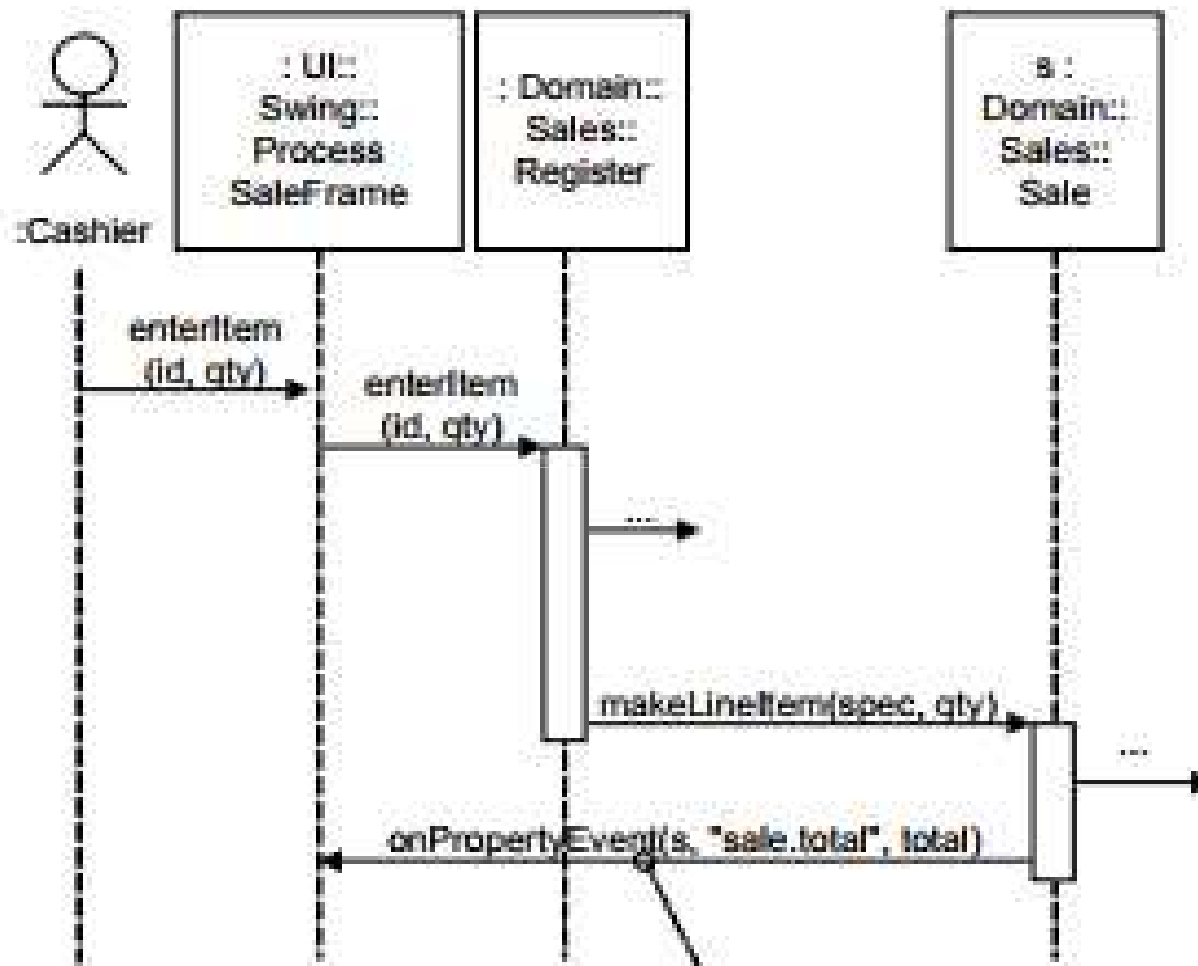 : UI::
Swing::
Process
SaleFrame
: Domain::
Sales::
Register
s :
Domain::
Sales::
Sale
:Cashier
enterItem
(id, qty)
enterItem
(id, qty)
...
makeLineItem(spec, qty)
...
onPropertyEvent(s, "sale.total", total)